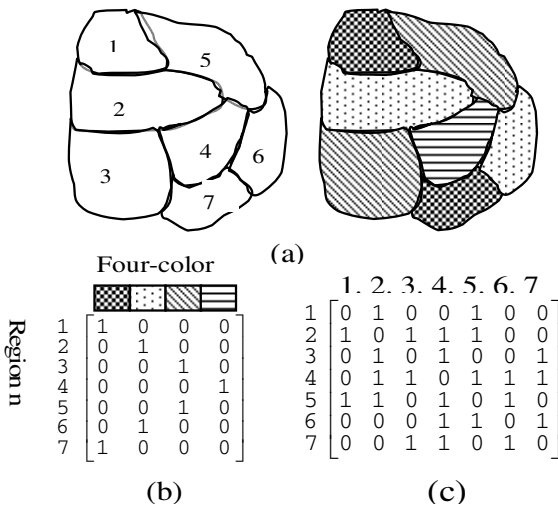 1
5
2
4
6
3
7
(a)
Four-color
Region n
1 1 0 0 0
2 0 1 0 0
3 0 0 1 0
4 0 0 0 1
5 0 0 1 0
6 0 1 0 0
7 1 0 0 0
(b)
1. 2. 3. 4. 5. 6. 7
1 0 1 0 0 1 0 0
2 1 0 1 1 1 0 0
3 0 1 0 1 0 0 1
4 0 1 1 0 1 1 1
5 1 1 0 1 0 1 0
6 0 0 0 1 1 0 1
7 0 0 1 1 0 1 0
(c)